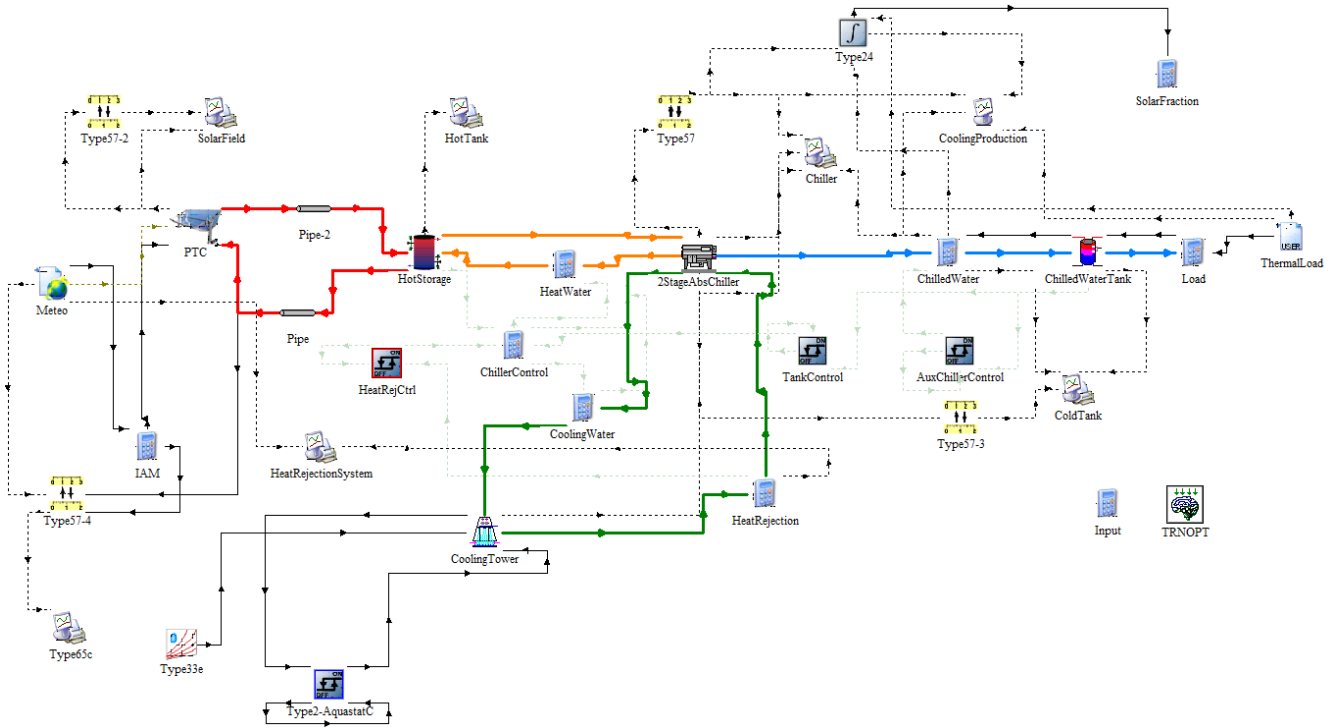 Type24
SolarFraction
Type57-2
SolarField
HotTank
Type57
CoolingProduction
Chiller
PTC
Pipe-2
HotStorage
HeatWater
2StageAbsChiller
ChilledWater
ChilledWaterTank
Load
USER
ThermalLoad
Meteo
Pipe
ChillerControl
HeatRejCtrl
TankControl
AuxChillerControl
ColdTank
CoolingWater
Type57-3
IAM
HeatRejectionSystem
Type57-4
HeatRejection
Input
TRNOPT
CoolingTower
Type65c
Type33e
Type2-AquastatC